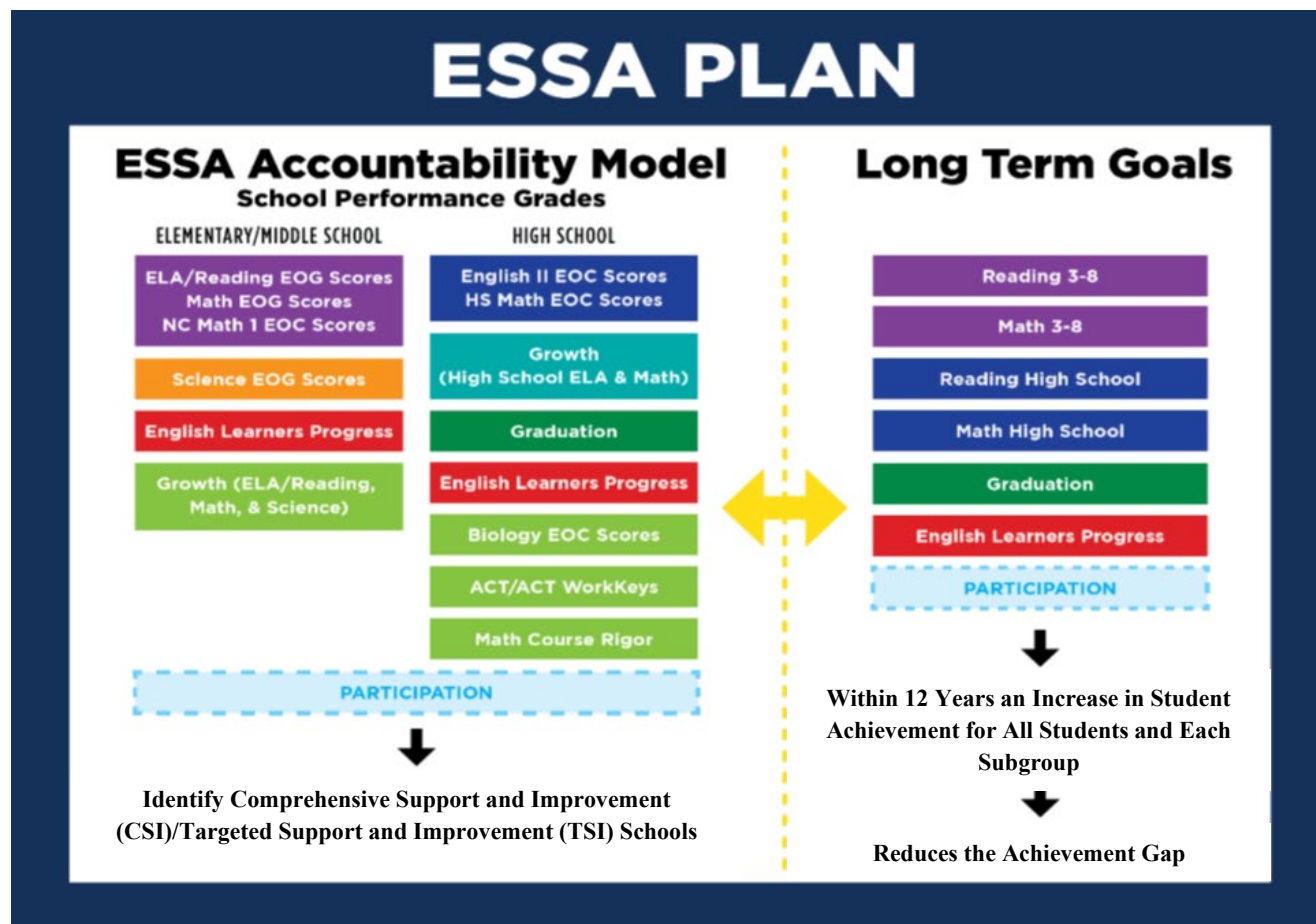 ESSA PLAN
ESSA Accountability Model
School Performance Grades
ELEMENTARY/MIDDLE SCHOOL
ELA/Reading EOG Scores
Math EOG Scores
NC Math 1 EOC Scores
Science EOG Scores
English Learners Progress
Growth (ELA/Reading,
Math, & Science)
HIGH SCHOOL
English II EOC Scores
HS Math EOC Scores
Growth
(High School ELA & Math)
Graduation
English Learners Progress
Biology EOC Scores
ACT/ACT WorkKeys
Math Course Rigor
PARTICIPATION
Identify Comprehensive Support and Improvement
(CSI)/Targeted Support and Improvement (TSI) Schools
Long Term Goals
Reading 3-8
Math 3-8
Reading High School
Math High School
Graduation
English Learners Progress
PARTICIPATION
Within 12 Years an Increase in Student
Achievement for All Students and Each
Subgroup
Reduces the Achievement Gap